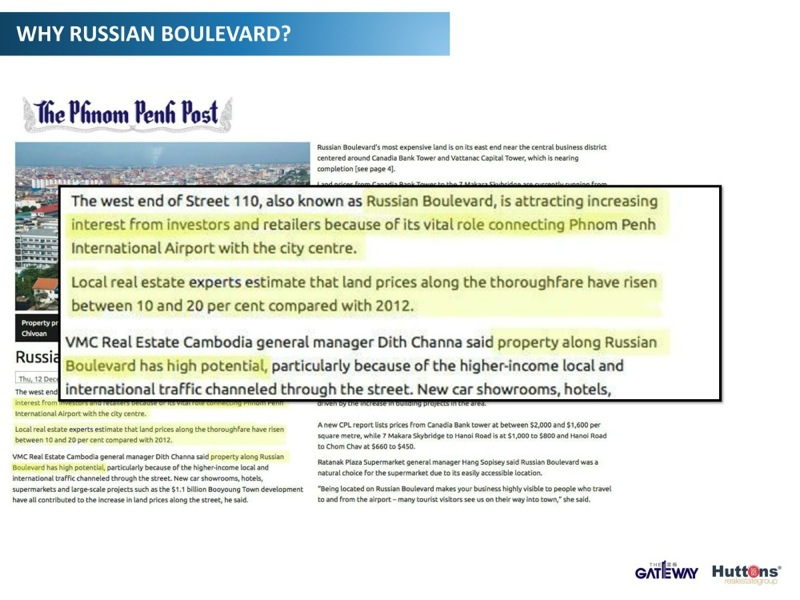 WHY RUSSIAN BOULEVARD?
The Phnom Penh Post
Russian Boulevard's most expensive land is on its east end near the central business district
centered around Canadia Bank Tower and Vattanac Capital Tower, which is nearing
completion [see page 4].
Land prices from Canadia Bank Tower to the 7 Makara Skybridge are currently running from
The west end of Street 110, also known as Russian Boulevard, is attracting increasing
interest from investors and retailers because of its vital role connecting Phnom Penh
International Airport with the city centre.
Local real estate experts estimate that land prices along the thoroughfare have risen
between 10 and 20 per cent compared with 2012.
VMC Real Estate Cambodia general manager Dith Channa said property along Russian
Boulevard has high potential, particularly because of the higher-income local and
international traffic channeled through the street. New car showrooms, hotels,
Property pr
Chivoan
Russia
Thu, 12 Dece
The west end
interest from investors and retailers because of its vital role connecting Phnom Penh
International Airport with the city centre.
Local real estate experts estimate that land prices along the thoroughfare have risen
between 10 and 20 per cent compared with 2012.
VMC Real Estate Cambodia general manager Dith Channa said property along Russian
Boulevard has high potential, particularly because of the higher-income local and
international traffic channeled through the street. New car showrooms, hotels,
supermarkets and large-scale projects such as the $1.1 billion Booyoung Town development
have all contributed to the increase in land prices along the street, he said.
driven by the increase in building projects in the area.
A new CPL report lists prices from Canadia Bank tower at between $2,000 and $1,600 per
square metre, while 7 Makara Skybridge to Hanoi Road is at $1,000 to $800 and Hanoi Road
to Chom Chav at $660 to $450.
Ratanak Plaza Supermarket general manager Hang Sopisey said Russian Boulevard was a
natural choice for the supermarket due to its easily accessible location.
“Being located on Russian Boulevard makes your business highly visible to people who travel
to and from the airport – many tourist visitors see us on their way into town,” she said.
THE GATEWAY
Huttons®
realestategroup